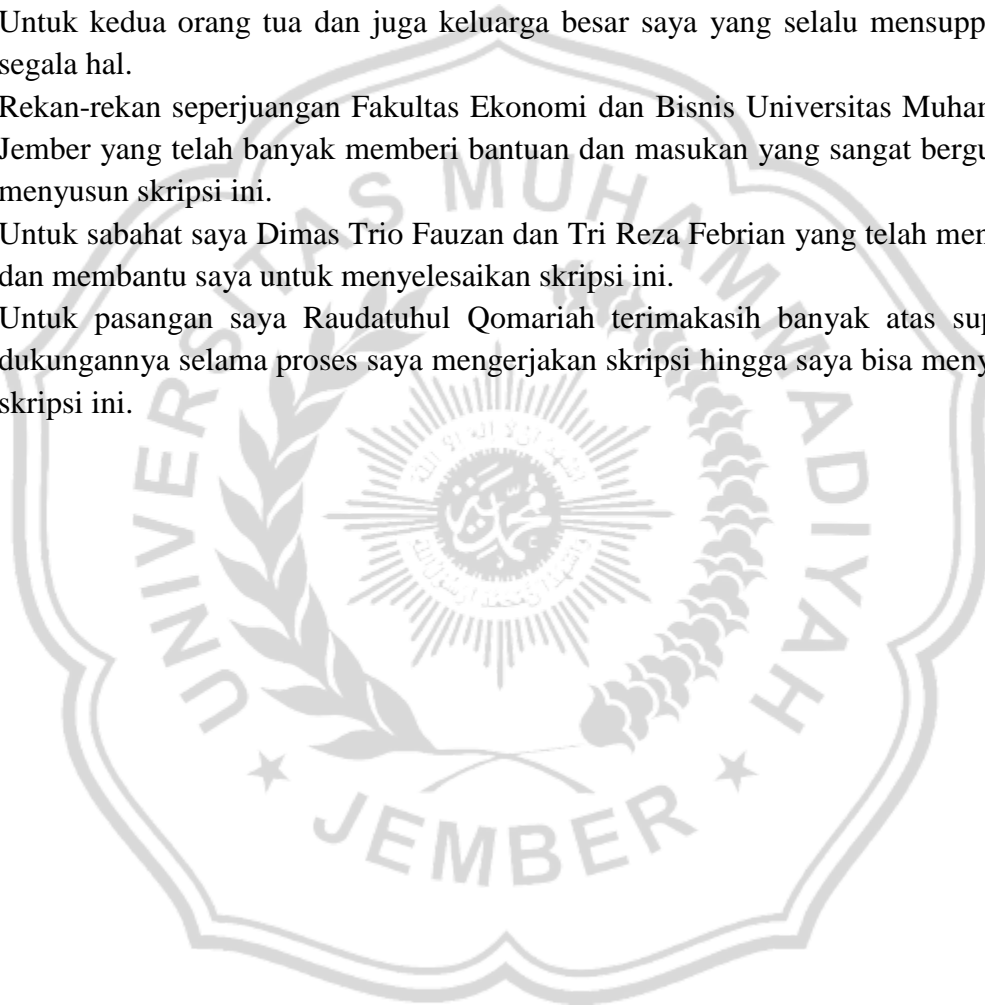 Untuk kedua orang tua dan juga keluarga besar saya yang selalu mensupp
segala hal.
Rekan-rekan seperjuangan Fakultas Ekonomi dan Bisnis Universitas Muham
Jember yang telah banyak memberi bantuan dan masukan yang sangat bergu
menyusun skripsi ini.
Untuk sabahat saya Dimas Trio Fauzan dan Tri Reza Febrian yang telah men
dan membantu saya untuk menyelesaikan skripsi ini.
Untuk pasangan saya Raudatuhul Qomariah terimakasih banyak atas sup
dukungannya selama proses saya mengerjakan skripsi hingga saya bisa meny
skripsi ini.
UNIVERSITAS MUHAMMADIYAH
JEMBER